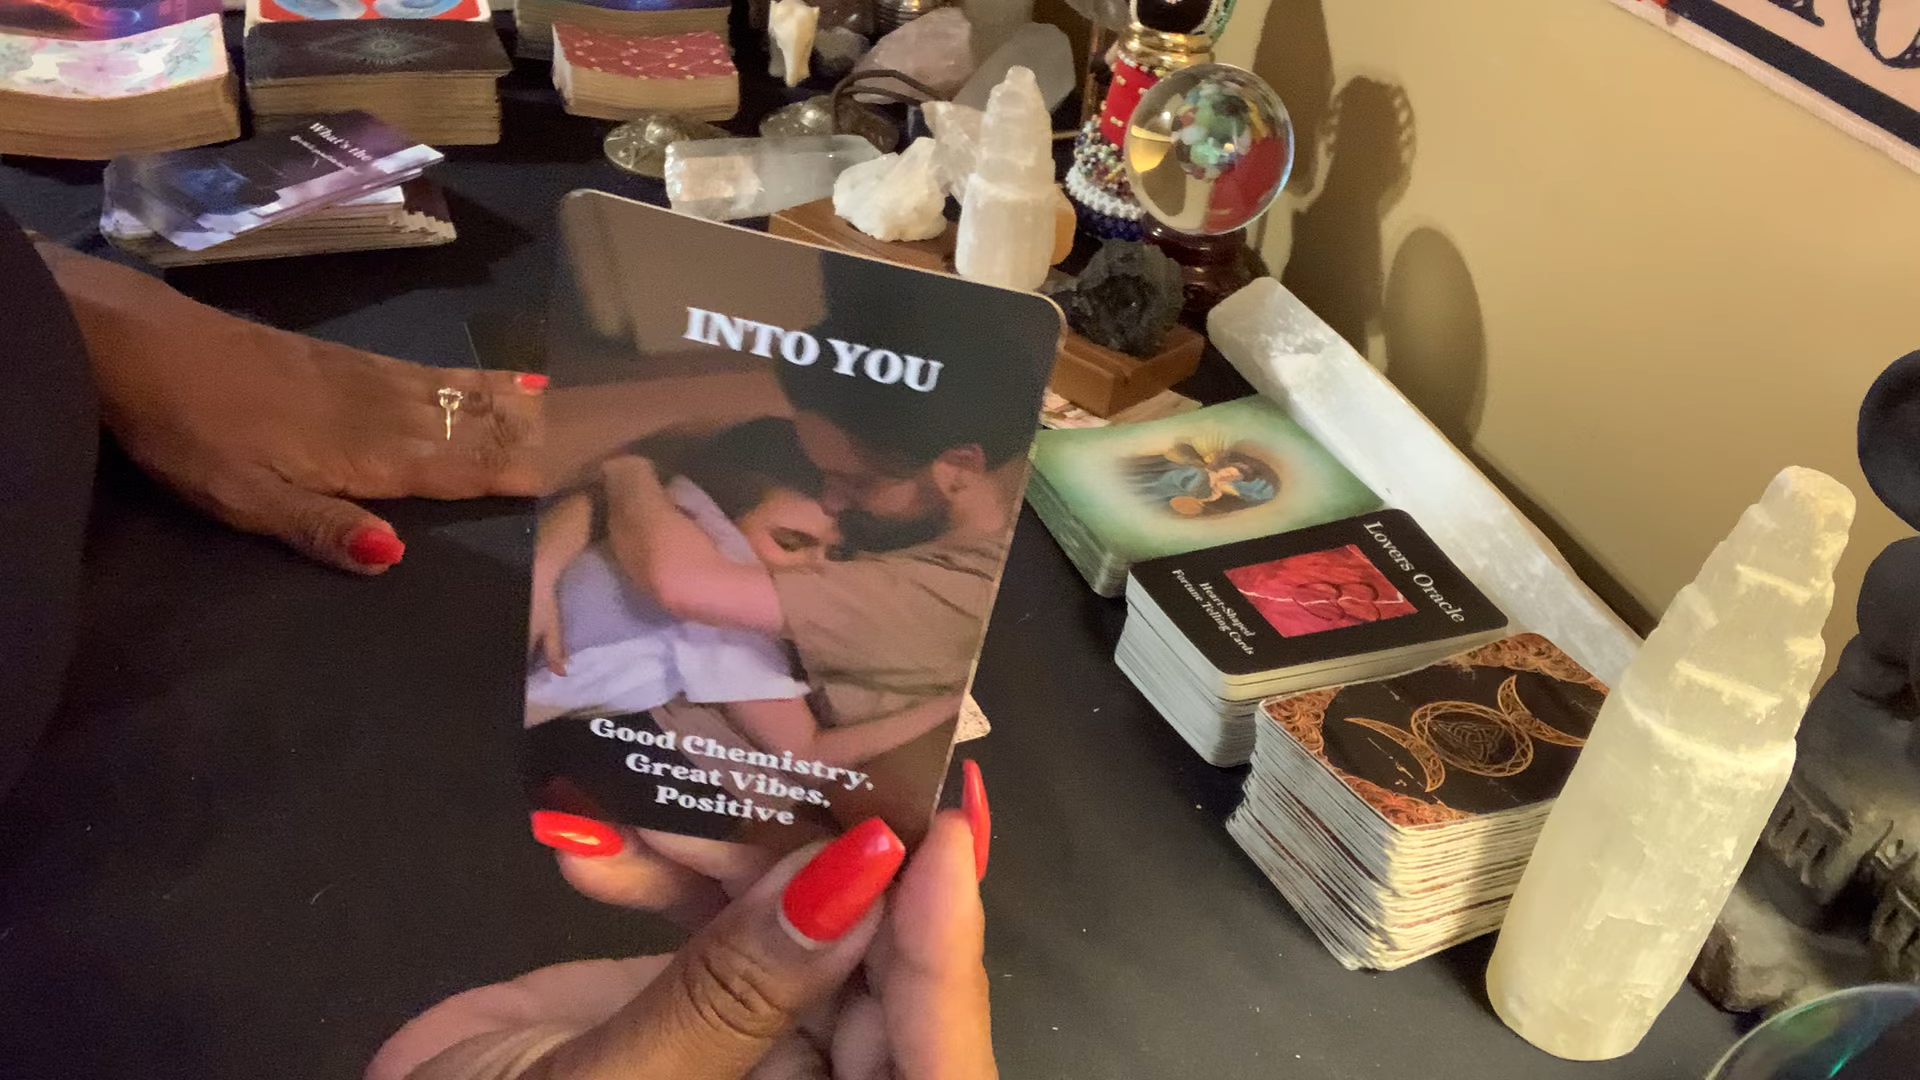 What's the
INTO YOU
Good Chemistry,
Great Vibes,
Positive
Lovers Oracle
Heart-Shaped
Fortune Telling Cards